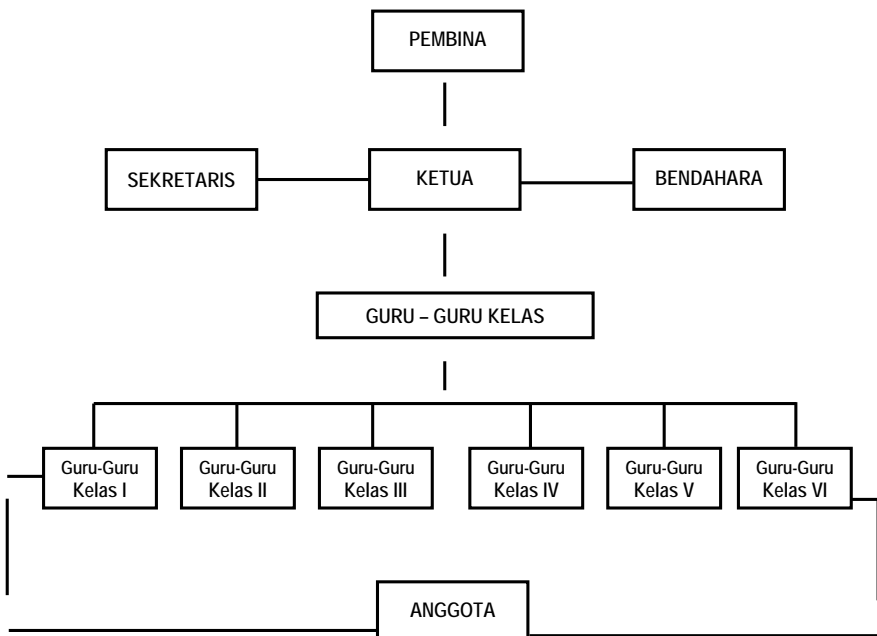 PEMBINA
SEKRETARIS
KETUA
BENDAHARA
GURU – GURU KELAS
Guru-Guru
Kelas I
Guru-Guru
Kelas II
Guru-Guru
Kelas III
Guru-Guru
Kelas IV
Guru-Guru
Kelas V
Guru-Guru
Kelas VI
ANGGOTA